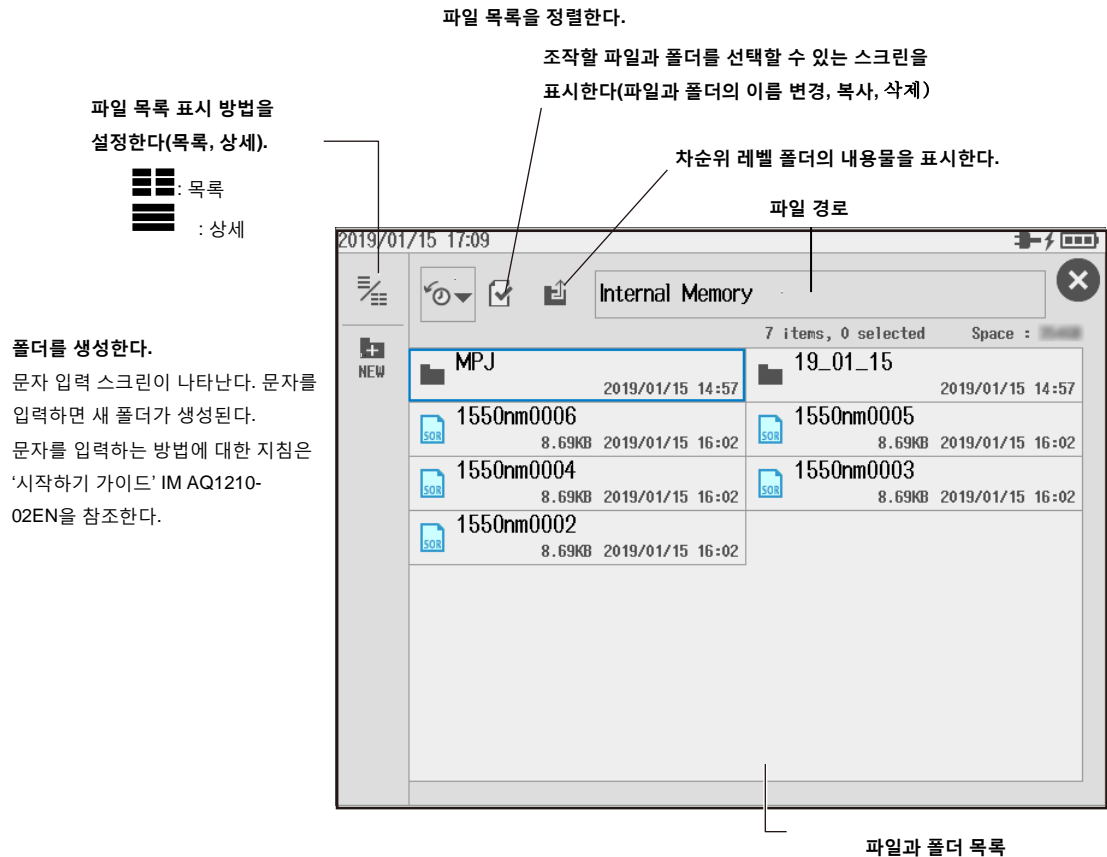 파일 목록을 정렬한다.
조작할 파일과 폴더를 선택할 수 있는 스크린을
표시한다(파일과 폴더의 이름 변경, 복사, 삭제)
파일 목록 표시 방법을
설정한다(목록, 상세).
: 목록
: 상세
차순위 레벨 폴더의 내용물을 표시한다.
파일 경로
2019/01/15 17:09
Internal Memory
7 items, 0 selected Space :
폴더를 생성한다.
문자 입력 스크린이 나타난다. 문자를
입력하면 새 폴더가 생성된다.
문자를 입력하는 방법에 대한 지침은
‘시작하기 가이드’ IM AQ1210-
02EN을 참조한다.
NEW
MPJ
2019/01/15 14:57
19_01_15
2019/01/15 14:57
SOR
1550nm0006
8.69KB 2019/01/15 16:02
SOR
1550nm0005
8.69KB 2019/01/15 16:02
SOR
1550nm0004
8.69KB 2019/01/15 16:02
SOR
1550nm0003
8.69KB 2019/01/15 16:02
SOR
1550nm0002
8.69KB 2019/01/15 16:02
파일과 폴더 목록